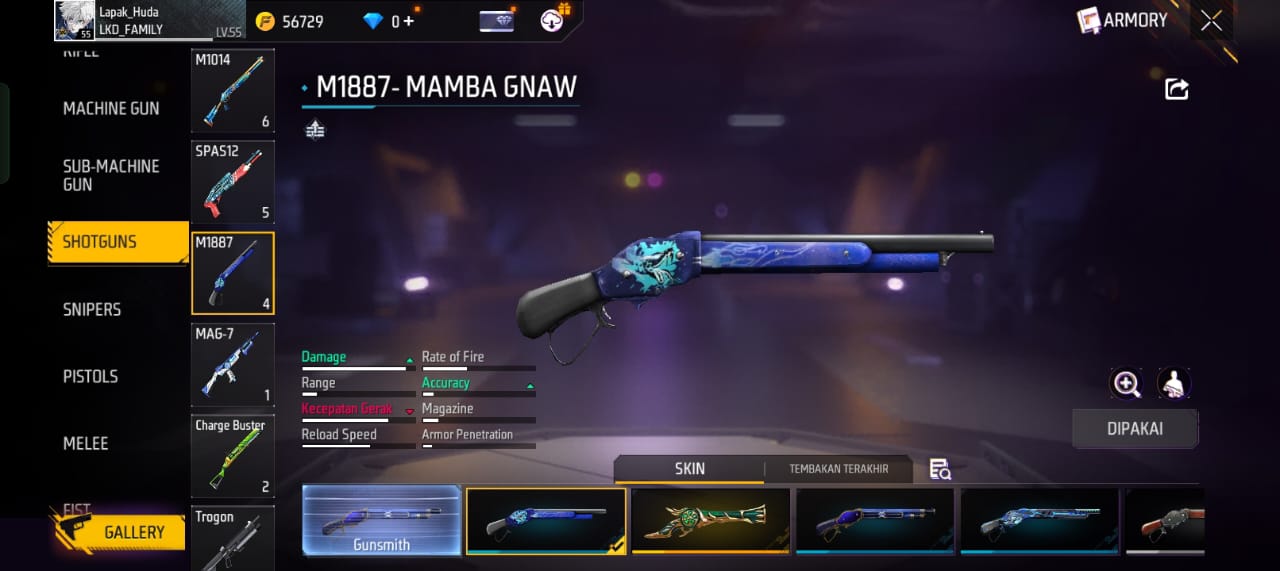 Lapak_Huda
LKD_FAMILY
LV.55
55
56729
0 +
ARMORY
RIFLE
MACHINE GUN
SUB-MACHINE
GUN
SHOTGUNS
SNIPERS
PISTOLS
MELEE
FIST
GALLERY
M1014
6
SPAS12
5
M1887
4
MAG-7
1
Charge Buster
2
Trogon
M1887- MAMBA GNAW
Damage
Rate of Fire
Range
Accuracy
Kecepatan Gerak
Magazine
Reload Speed
Armor Penetration
DIPAKAI
SKIN
TEMBAKAN TERAKHIR
Gunsmith